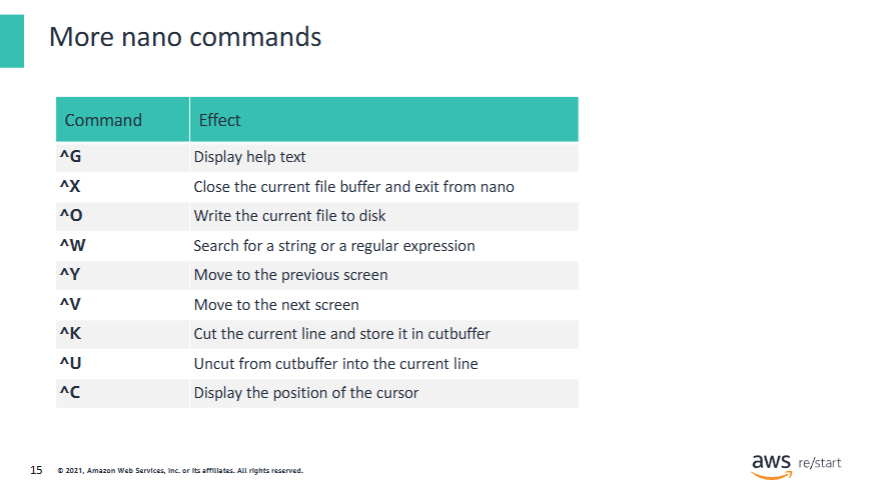 More nano commands
Command Effect
^G Display help text
^X Close the current file buffer and exit from nano
^O Write the current file to disk
^W Search for a string or a regular expression
^Y Move to the previous screen
^V Move to the next screen
^K Cut the current line and store it in cutbuffer
^U Uncut from cutbuffer into the current line
^C Display the position of the cursor
15 © 2021, Amazon Web Services, Inc. or its affiliates. All rights reserved.
aws re/start